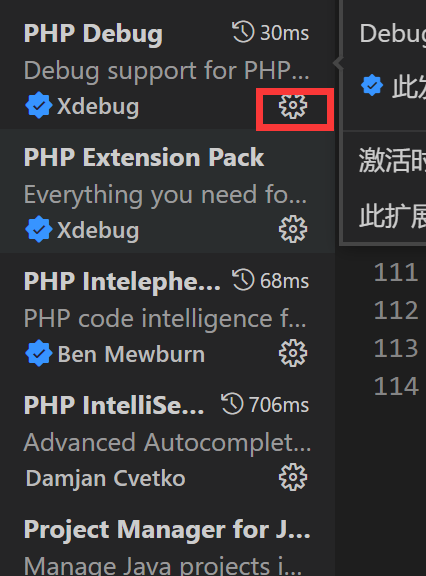 PHP Debug 30ms
Debug support for PHP...
Xdebug
PHP Extension Pack
Everything you need fo...
Xdebug
PHP Intelephe... 68ms
PHP code intelligence f...
Ben Mewburn
PHP IntelliSe... 706ms
Advanced Autocomplet...
Damjan Cvetko
Project Manager for J...
Manage Java projects i...
Debug
此发
激活时
此扩展
111
112
113
114